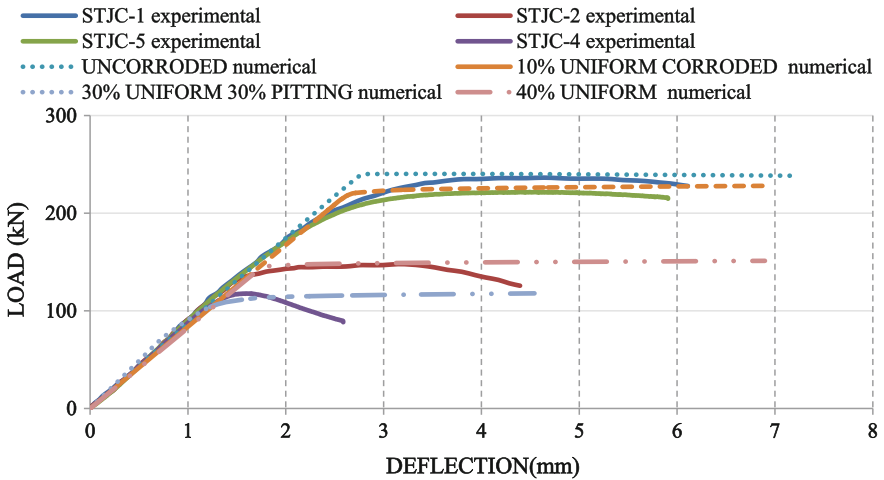 STJC-1 experimental STJC-2 experimental
STJC-5 experimental STJC-4 experimental
UNCORRODED numerical 10% UNIFORM CORRODED numerical
30% UNIFORM 30% PITTING numerical 40% UNIFORM numerical
300
200
100
0
LOAD (kN)
0 1 2 3 4 5 6 7 8
DEFLECTION(mm)